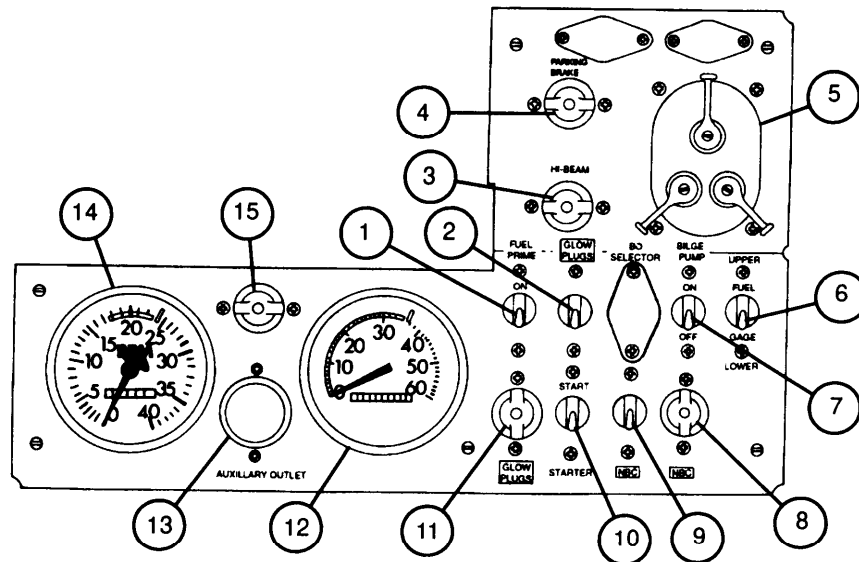 PARKING
BRAKE
4
5
HI-BEAM
3
14
15
1
2
FUEL
PRIME
GLOW
PLUGS
BO
SELECTOR
BILGE
PUMP
UPPER
ON
ON
FUEL
6
OFF
GAGE
LOWER
7
0
5
10
15
20
25
30
35
40
0
10
20
30
40
50
60
START
AUXILLARY OUTLET
GLOW
PLUGS
STARTER
NBC
NBC
13
12
11
10
9
8